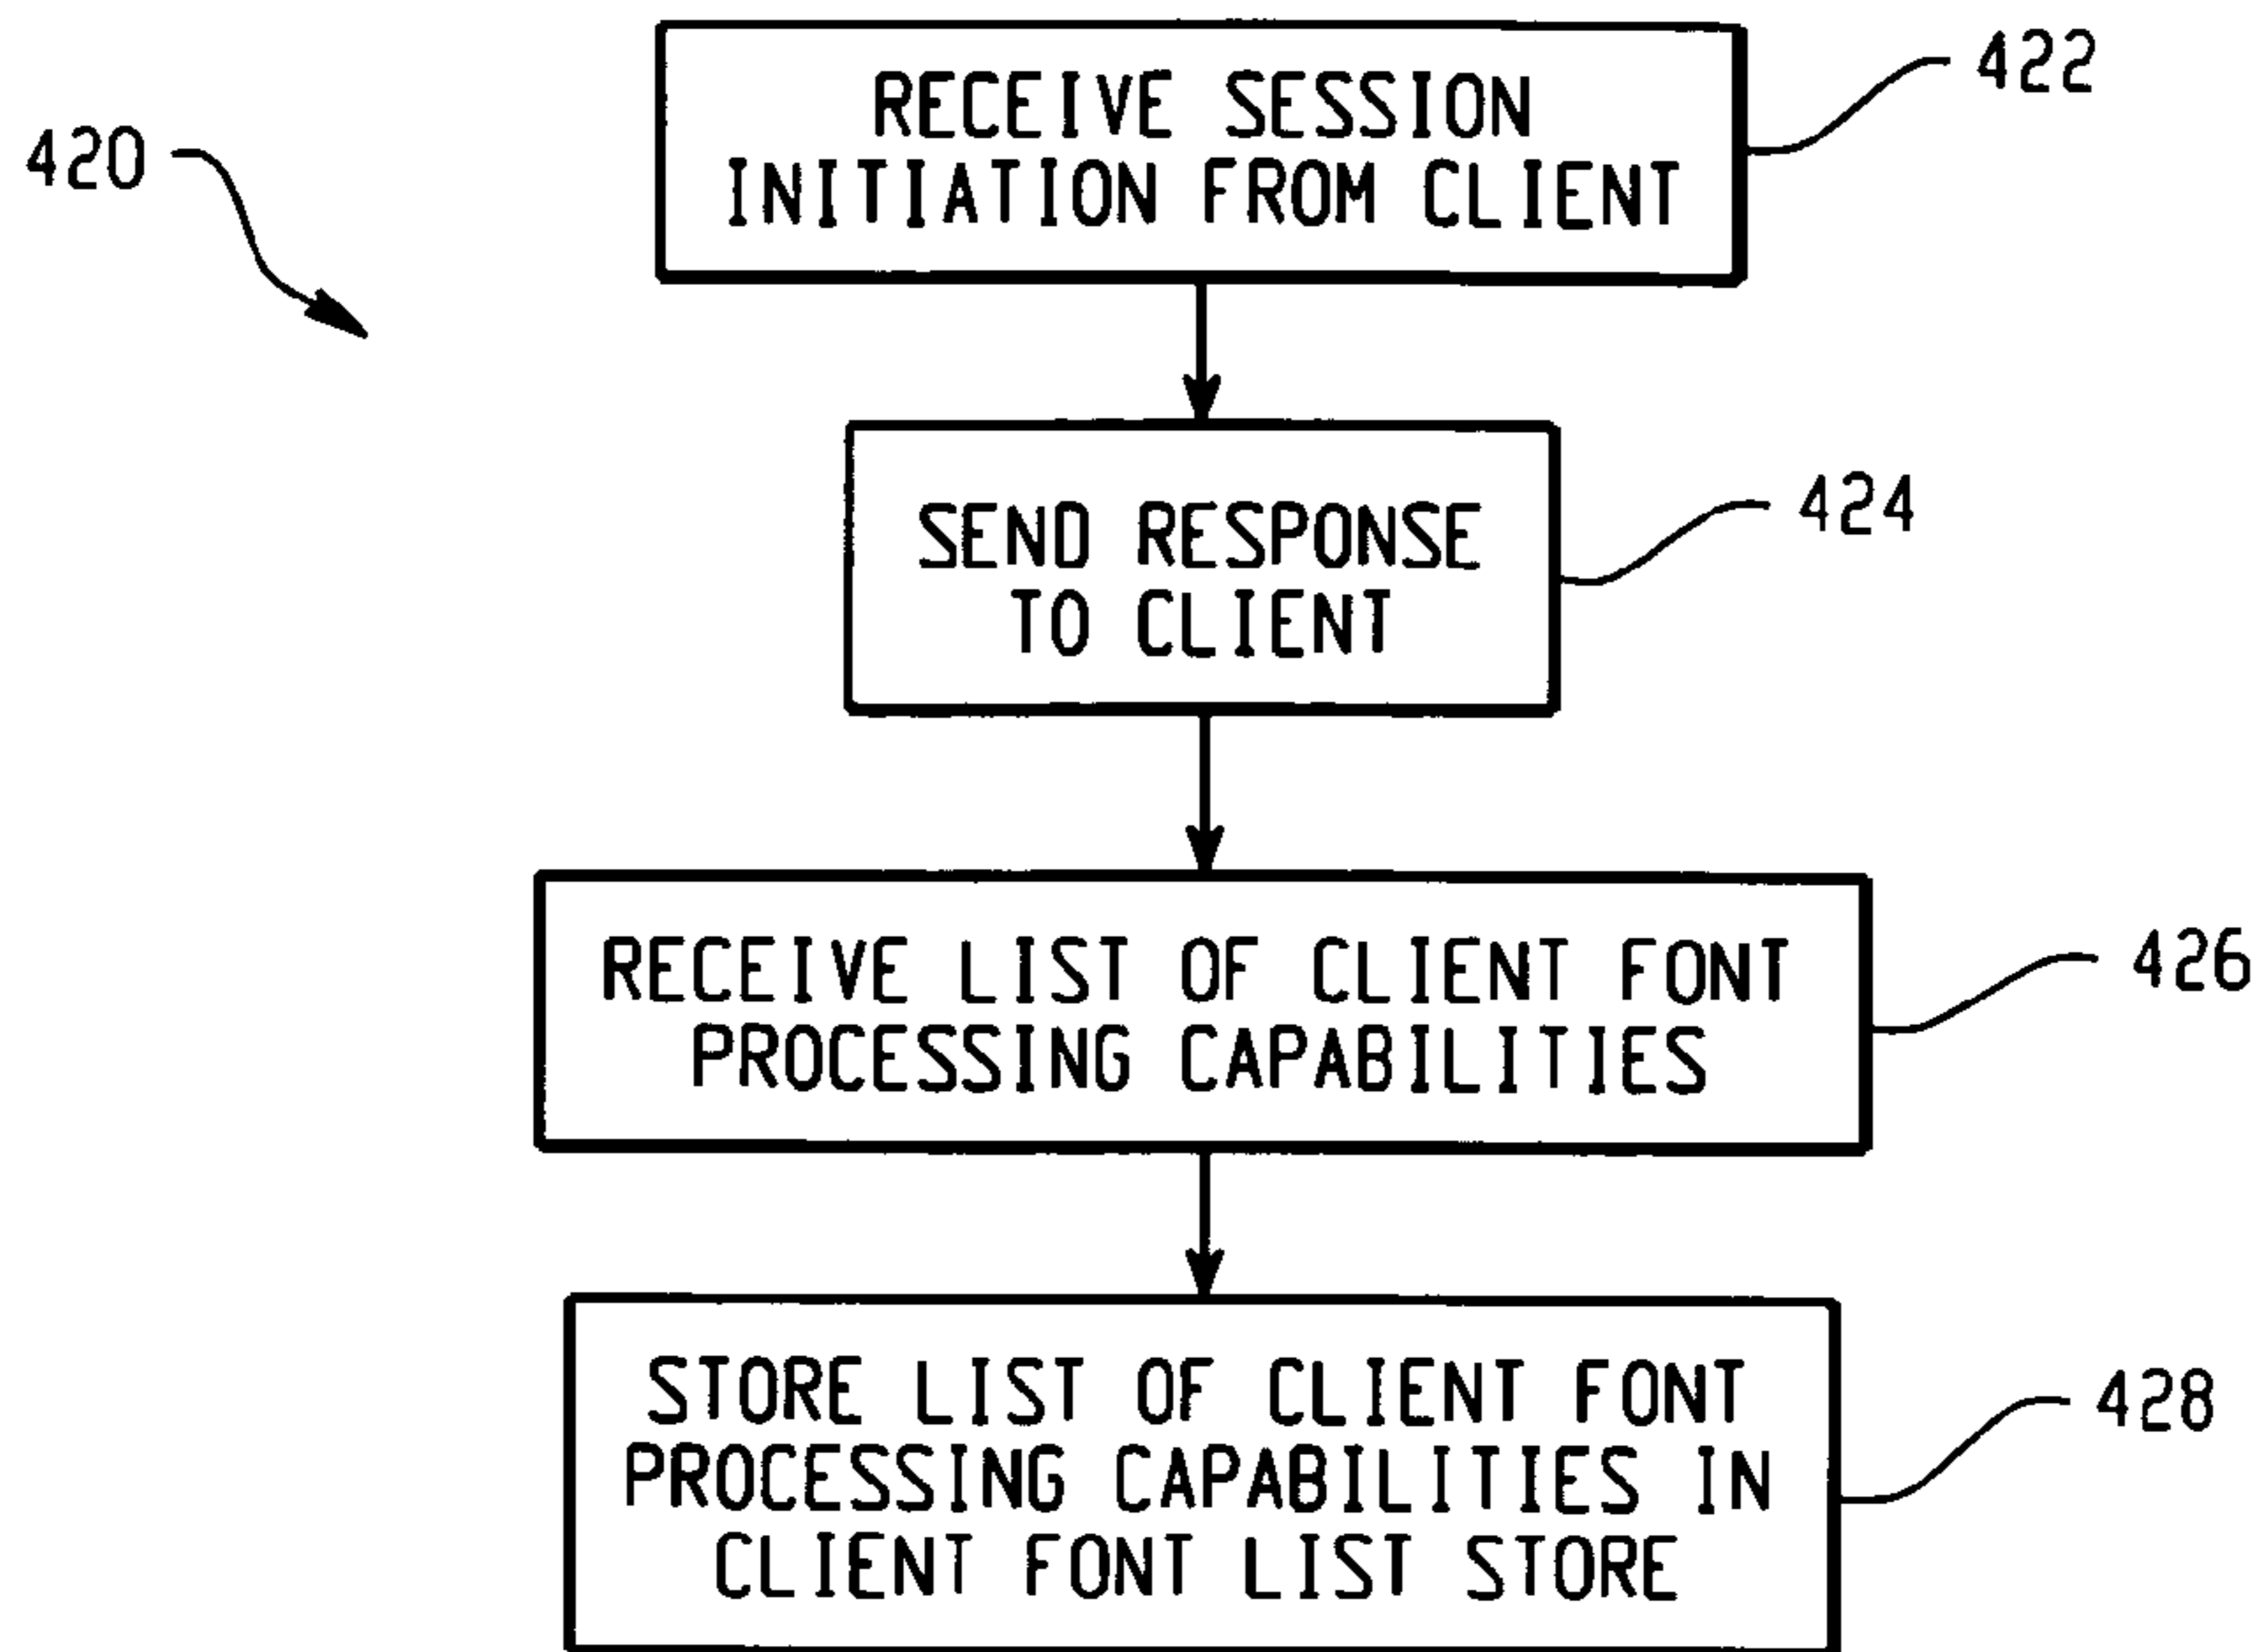 420
RECEIVE SESSION
INITIATION FROM CLIENT
422
SEND RESPONSE
TO CLIENT
424
RECEIVE LIST OF CLIENT FONT
PROCESSING CAPABILITIES
426
STORE LIST OF CLIENT FONT
PROCESSING CAPABILITIES IN
CLIENT FONT LIST STORE
428